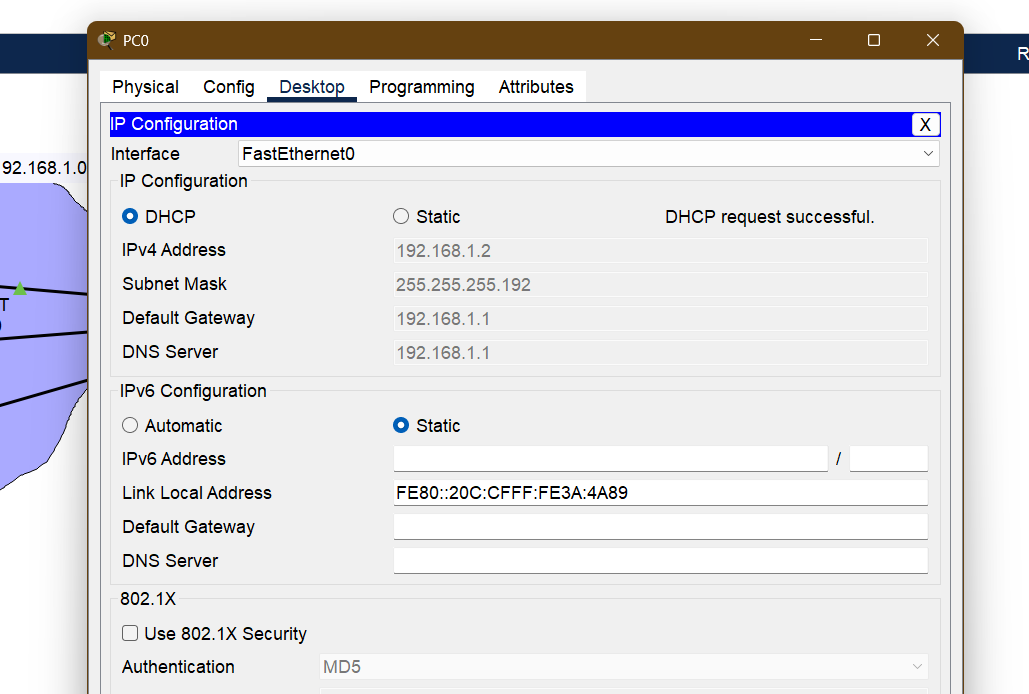 PC0
R
Physical Config Desktop Programming Attributes
IP Configuration X
Interface FastEthernet0
92.168.1.0
IP Configuration
DHCP Static DHCP request successful.
IPv4 Address 192.168.1.2
Subnet Mask 255.255.255.192
T
Default Gateway 192.168.1.1
DNS Server 192.168.1.1
IPv6 Configuration
Automatic Static
IPv6 Address /
Link Local Address FE80::20C:CFFF:FE3A:4A89
Default Gateway
DNS Server
802.1X
Use 802.1X Security
Authentication MD5